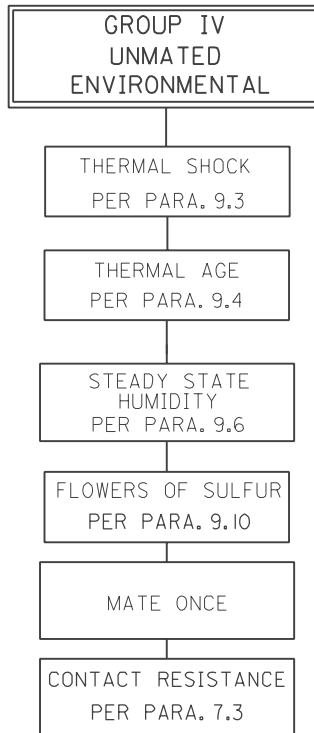 GROUP IV
UNMATED
ENVIRONMENTAL
THERMAL SHOCK
PER PARA. 9.3
THERMAL AGE
PER PARA. 9.4
STEADY STATE
HUMIDITY
PER PARA. 9.6
FLOWERS OF SULFUR
PER PARA. 9.10
MATE ONCE
CONTACT RESISTANCE
PER PARA. 7.3